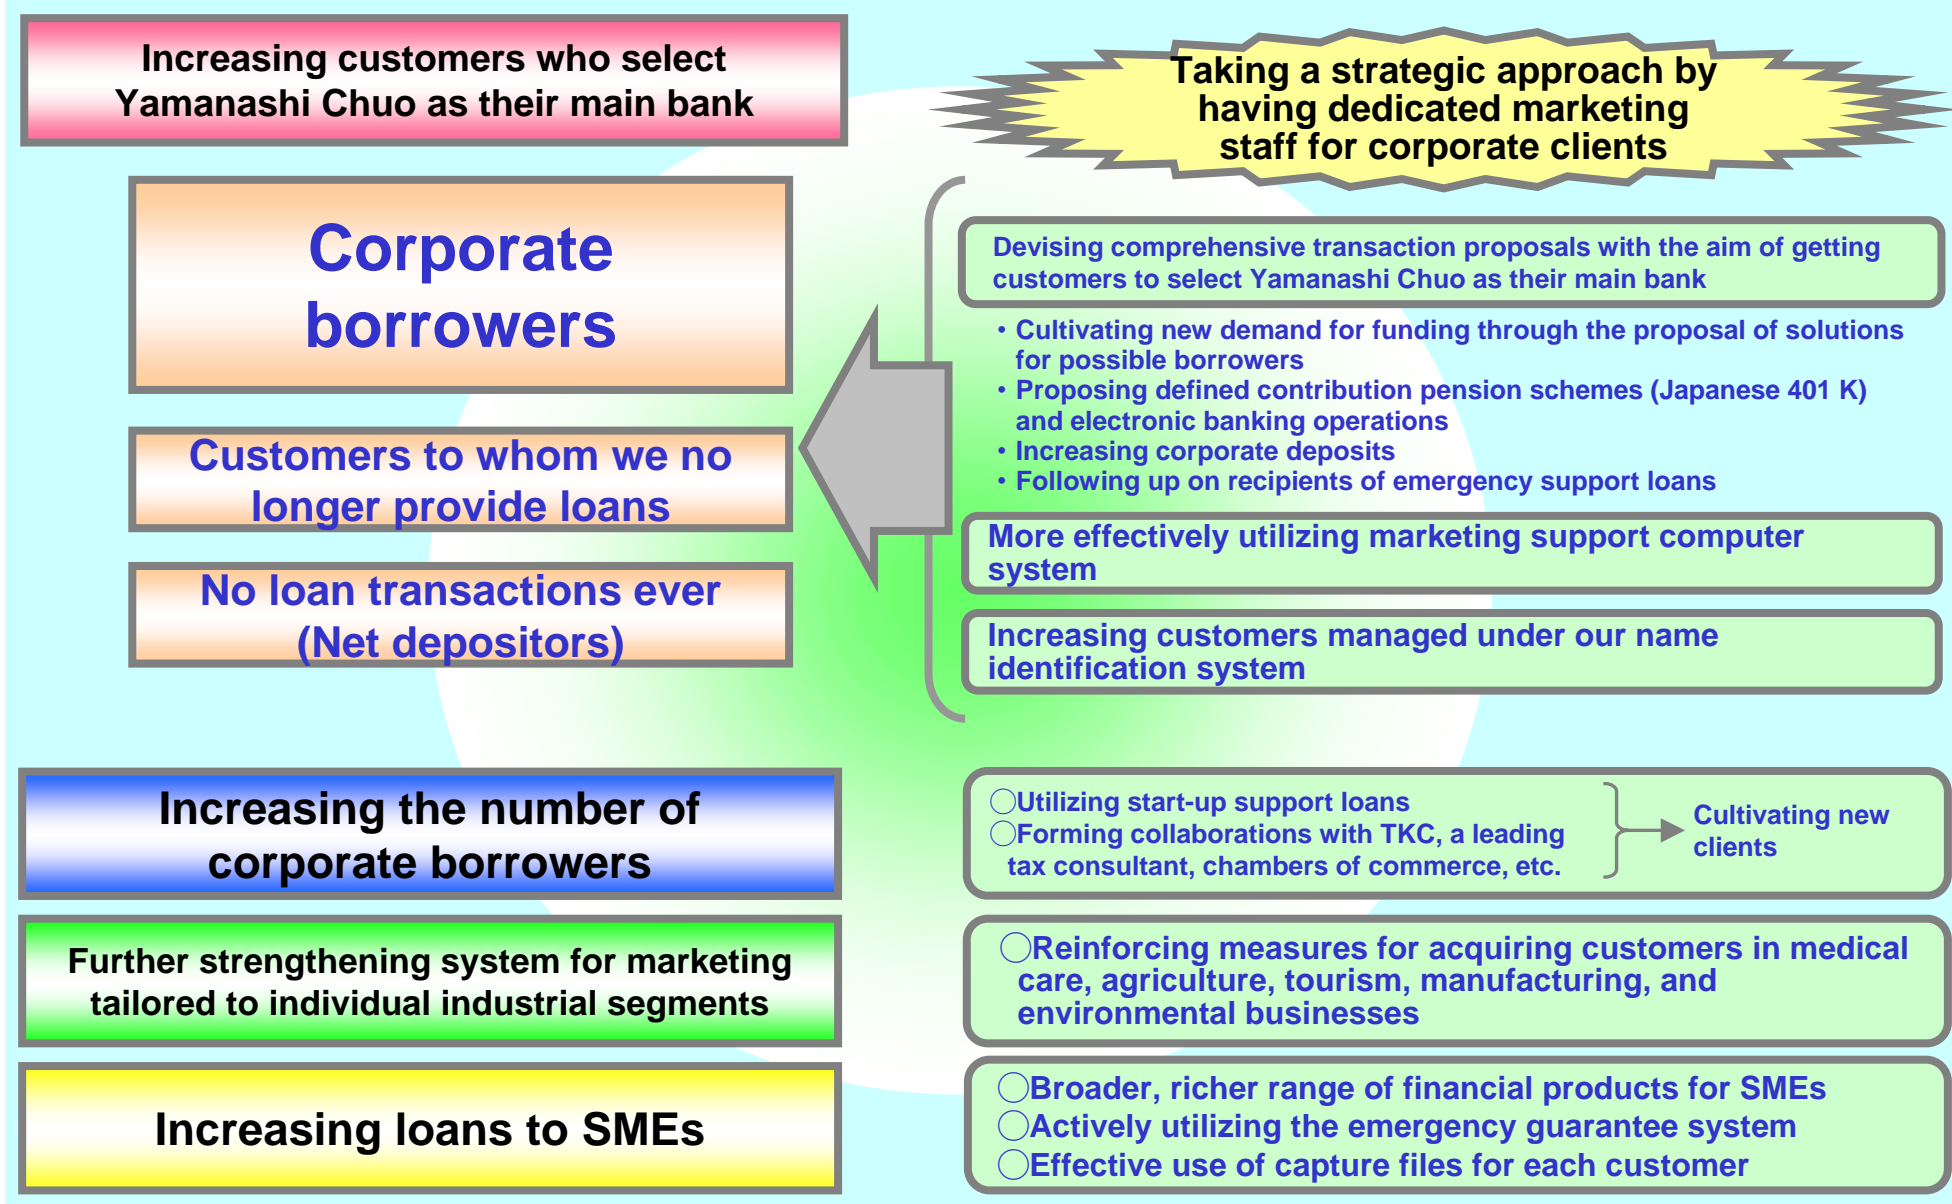 Increasing customers who select
Yamanashi Chuo as their main bank
Taking a strategic approach by
having dedicated marketing
staff for corporate clients
Corporate
borrowers
Customers to whom we no
longer provide loans
No loan transactions ever
(Net depositors)
Devising comprehensive transaction proposals with the aim of getting
customers to select Yamanashi Chuo as their main bank
・Cultivating new demand for funding through the proposal of solutions
for possible borrowers
・Proposing defined contribution pension schemes (Japanese 401 K)
and electronic banking operations
・Increasing corporate deposits
・Following up on recipients of emergency support loans
More effectively utilizing marketing support computer
system
Increasing customers managed under our name
identification system
Increasing the number of
corporate borrowers
◯Utilizing start-up support loans
◯Forming collaborations with TKC, a leading
tax consultant, chambers of commerce, etc.
Cultivating new
clients
Further strengthening system for marketing
tailored to individual industrial segments
◯Reinforcing measures for acquiring customers in medical
care, agriculture, tourism, manufacturing, and
environmental businesses
Increasing loans to SMEs
◯Broader, richer range of financial products for SMEs
◯Actively utilizing the emergency guarantee system
◯Effective use of capture files for each customer